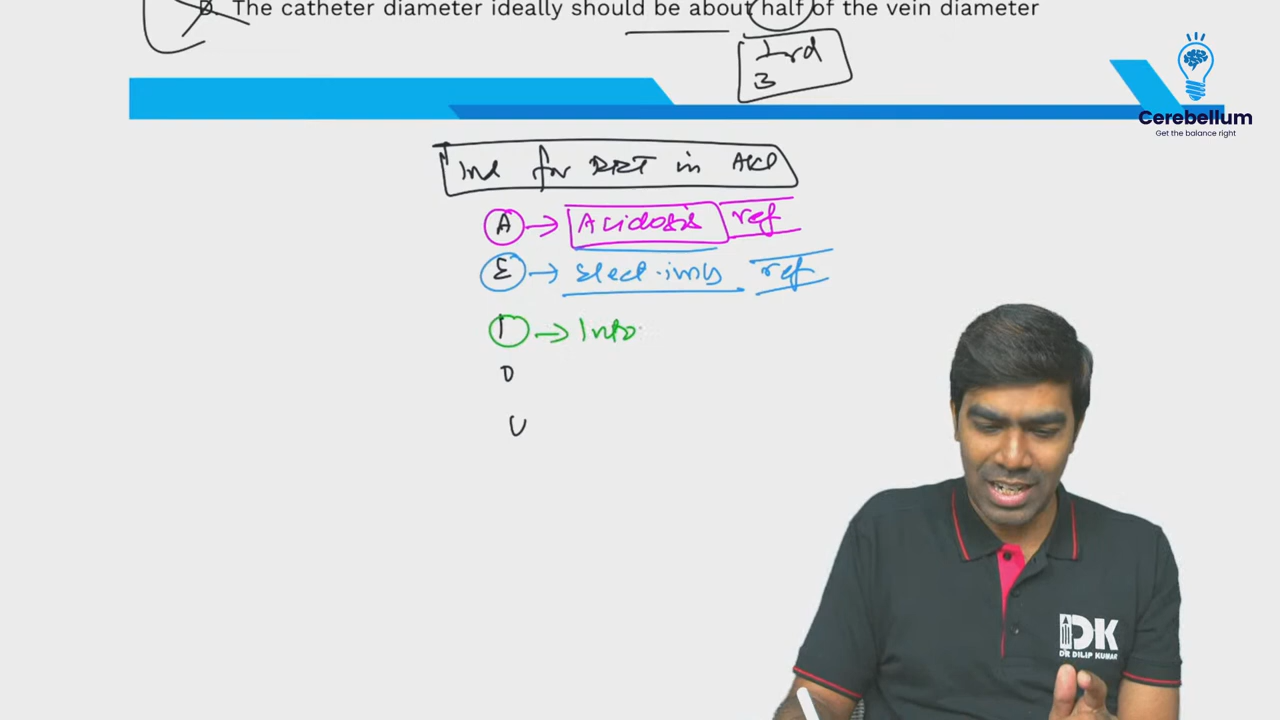 D. The catheter diameter ideally should be about half of the vein diameter
1/3rd
Cerebellum
Get the balance right
Ind for RRT in AKI
A → Acidosis ref
E → Elect.imb ref
I → Into
O
U
DK
DR DILIP KUMAR